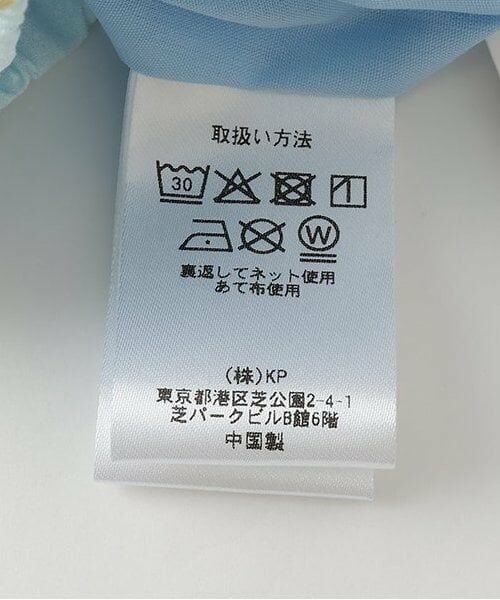 取扱い方法
30
W
裏返してネット使用
あて布使用
(株)KP
東京都港区芝公園2-4-1
芝パークビルB館6階
中国製